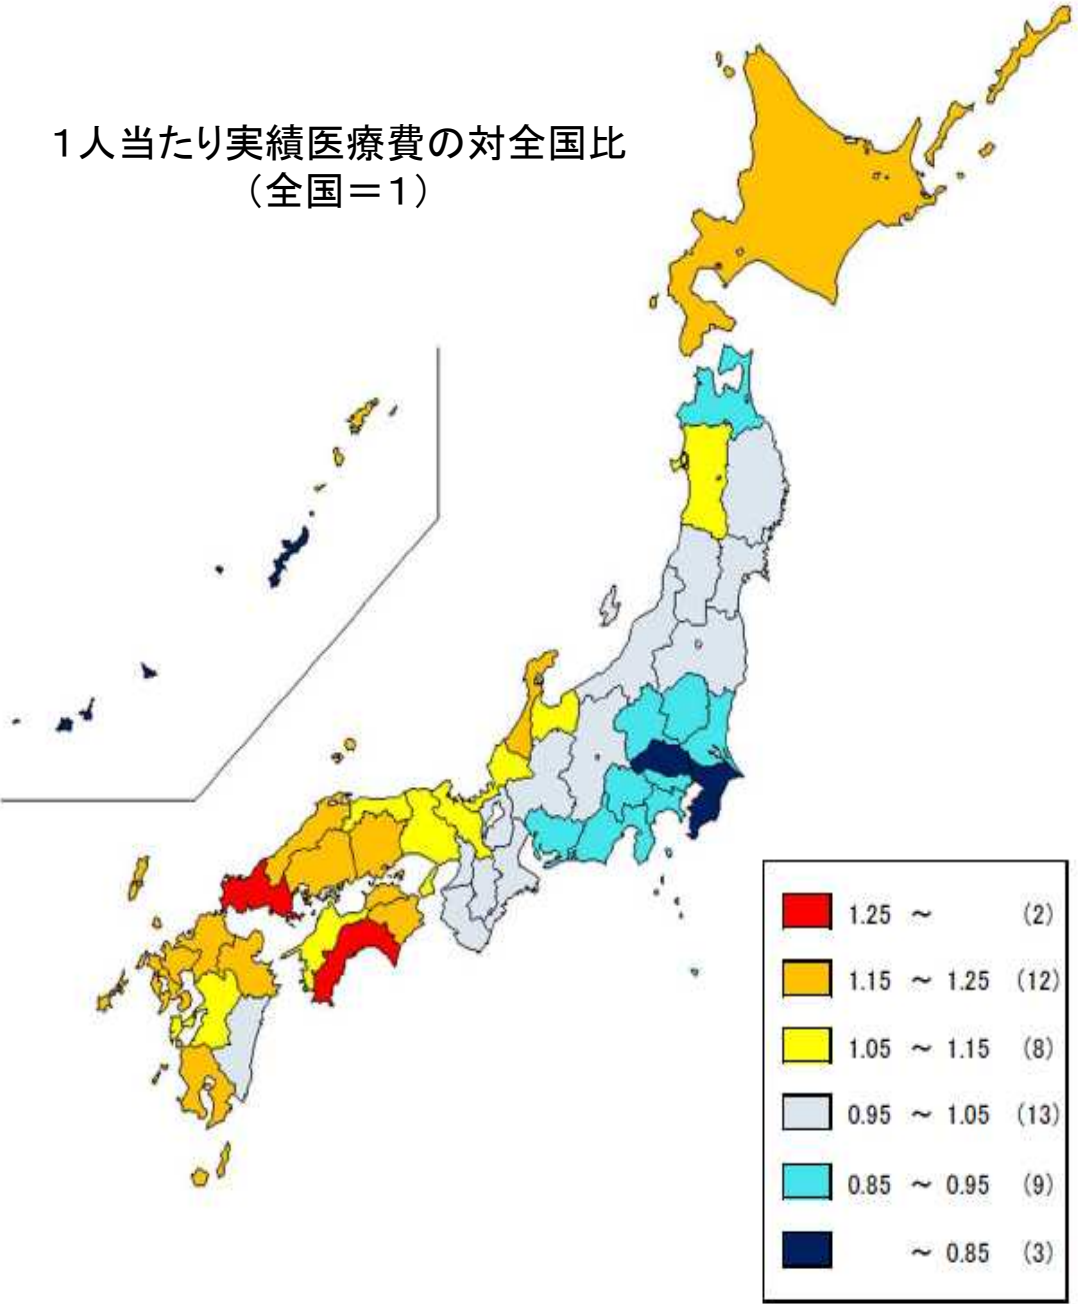 １人当たり実績医療費の対全国比
（全国＝１）
1.25 ～ (2)
1.15 ～ 1.25 (12)
1.05 ～ 1.15 (8)
0.95 ～ 1.05 (13)
0.85 ～ 0.95 (9)
～ 0.85 (3)